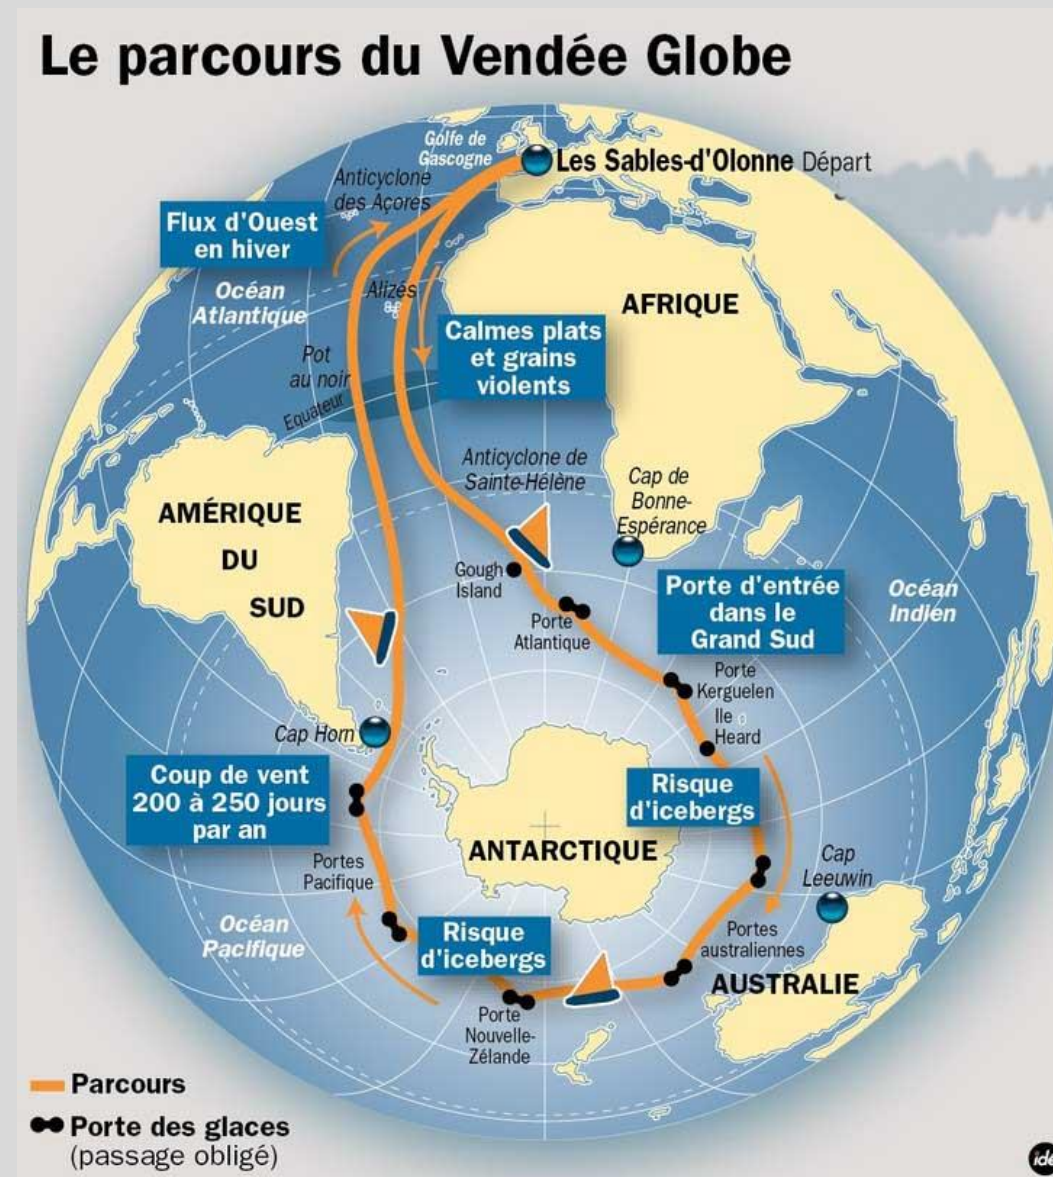 Le parcours du Vendée Globe
Golfe de
Gascogne
Les Sables-d'Olonne Départ
Anticyclone
des Açores
Flux d'Ouest
en hiver
Océan
Atlantique
Alizés
AFRIQUE
Calmes plats
et grains
violents
Pot
au noir
Equateur
Anticyclone de
Sainte-Hélène
Cap de
Bonne-
Espérance
AMÉRIQUE
DU
SUD
Gough
Island
Porte
Atlantique
Porte d'entrée
dans le
Grand Sud
Océan
Indien
Porte
Kerguelen
Ile
Heard
Cap Horn
Coup de vent
200 à 250 jours
par an
Risque
d'icebergs
ANTARCTIQUE
Cap
Leeuwin
Portes
Pacifique
Océan
Pacifique
Risque
d'icebergs
Portes
australiennes
AUSTRALIE
Porte
Nouvelle-
Zélande
Parcours
Porte des glaces
(passage obligé)